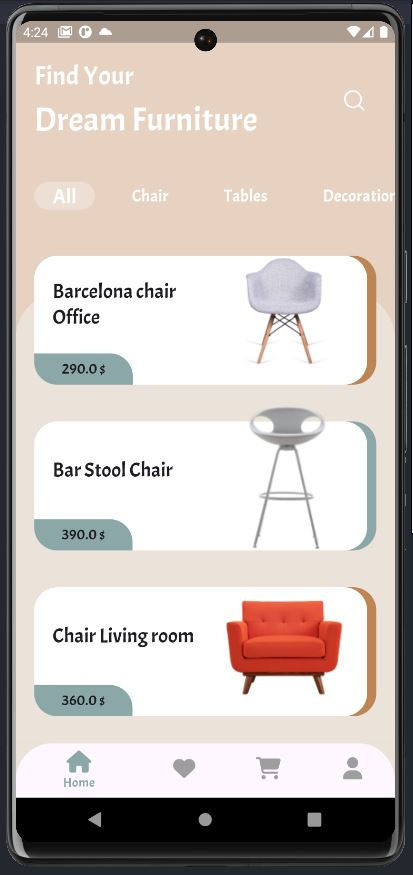 4:24
Find Your
Dream Furniture
All Chair Tables Decoration
Barcelona chair
Office
290.0 $
Bar Stool Chair
390.0 $
Chair Living room
360.0 $
Home